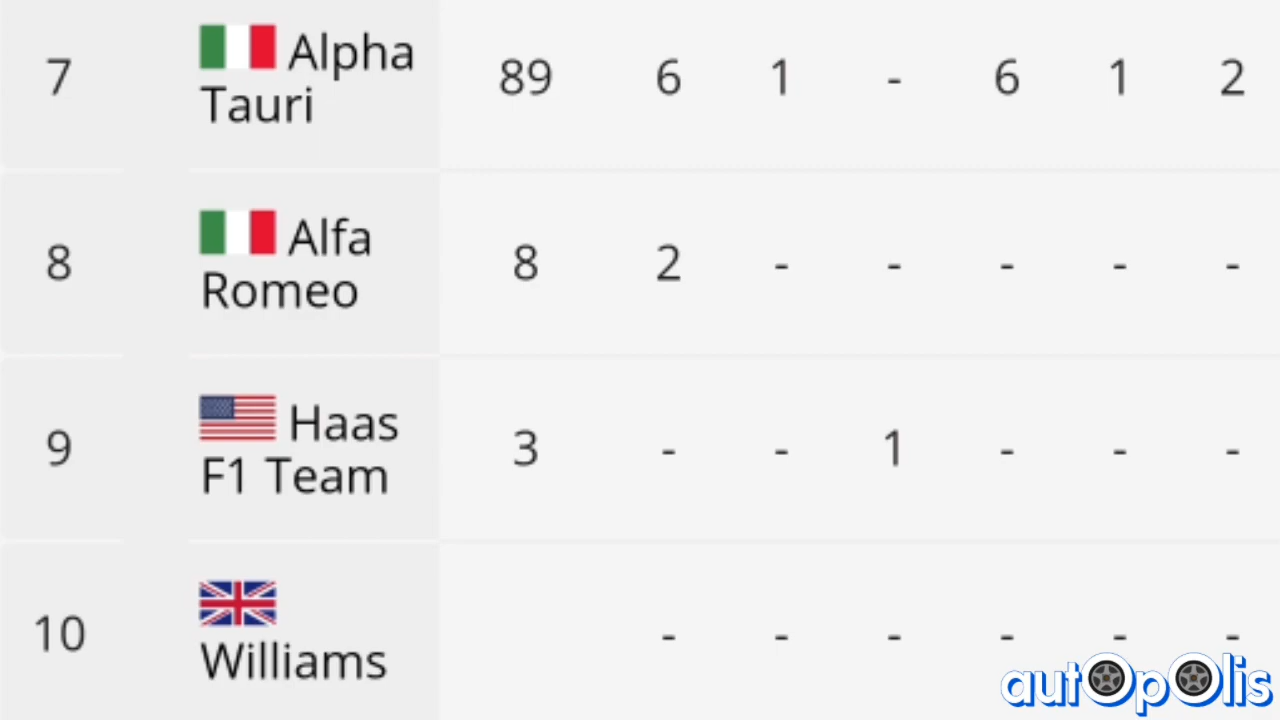 7 Alpha Tauri 89 6 1 - 6 1 2
8 Alfa Romeo 8 2 - - - - -
9 Haas F1 Team 3 - - 1 - - -
10 Williams - - - - - -
autopolis